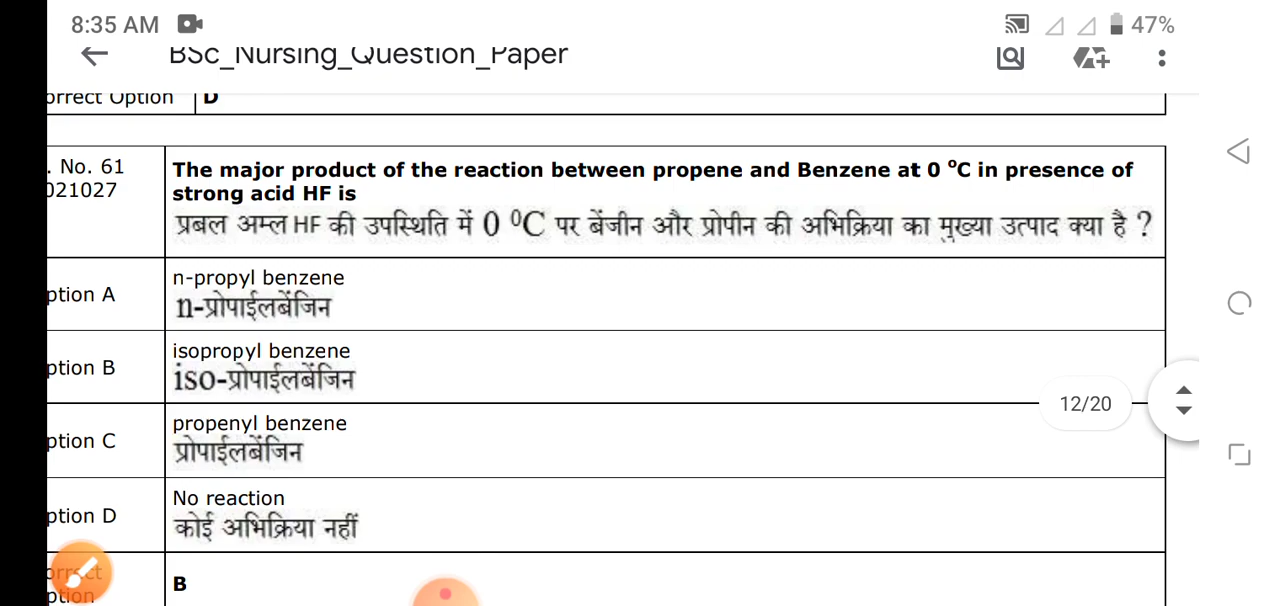 8:35 AM
47%
BSc_Nursing_Question_Paper
orrect Option D
. No. 61 The major product of the reaction between propene and Benzene at 0 ⁰C in presence of
021027 strong acid HF is
प्रबल अम्ल HF की उपस्थिति में 0 ⁰C पर बेंजीन और प्रोपीन की अभिक्रिया का मुख्या उत्पाद क्या है ?
ption A n-propyl benzene
n-प्रोपाईलबेंजिन
ption B isopropyl benzene
iso-प्रोपाईलबेंजिन
12/20
ption C propenyl benzene
प्रोपाईलबेंजिन
ption D No reaction
कोई अभिक्रिया नहीं
orrect
ption B